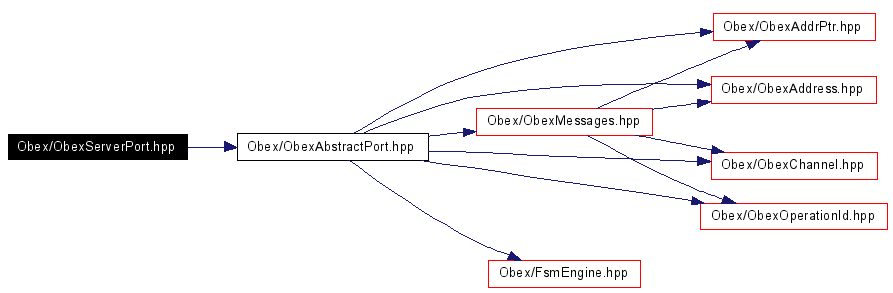 Obex/ObexServerPort.hpp
Obex/ObexAbstractPort.hpp
Obex/ObexMessages.hpp
Obex/ObexAddrPtr.hpp
Obex/ObexAddress.hpp
Obex/ObexChannel.hpp
Obex/ObexOperationId.hpp
Obex/FsmEngine.hpp